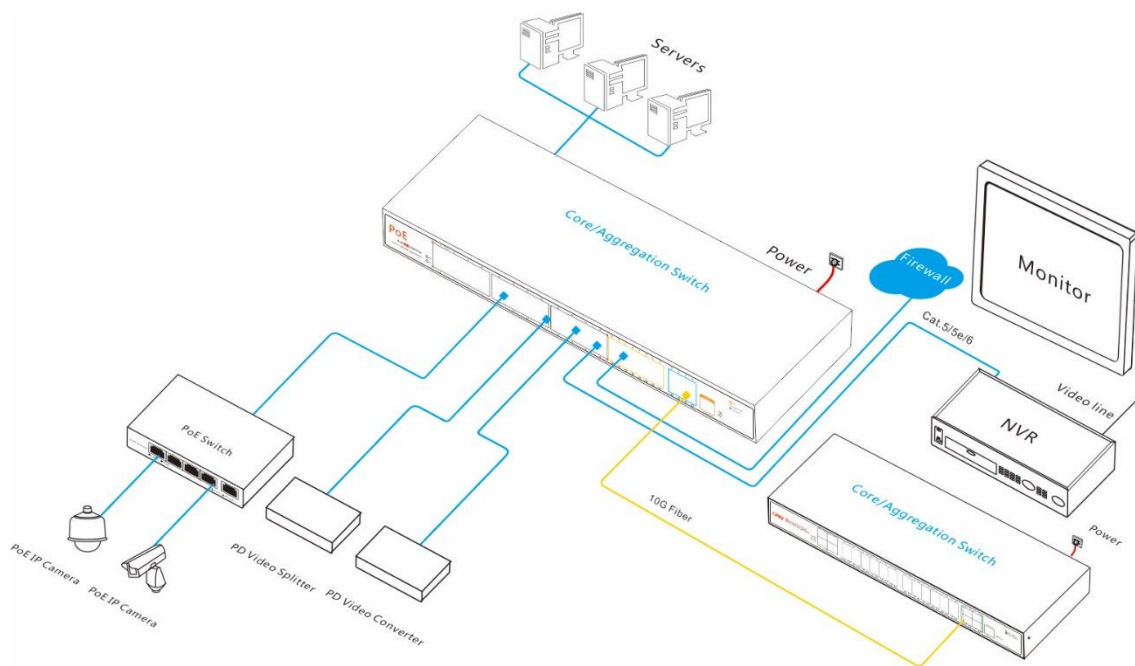 Servers
PoE
Core/Aggregation Switch
Power
Firewall
Monitor
Cat.5/5e/6
Video line
NVR
PoE Switch
10G Fiber
Core/Aggregation Switch
Power
PoE IP Camera
PoE IP Camera
PD Video Splitter
PD Video Converter